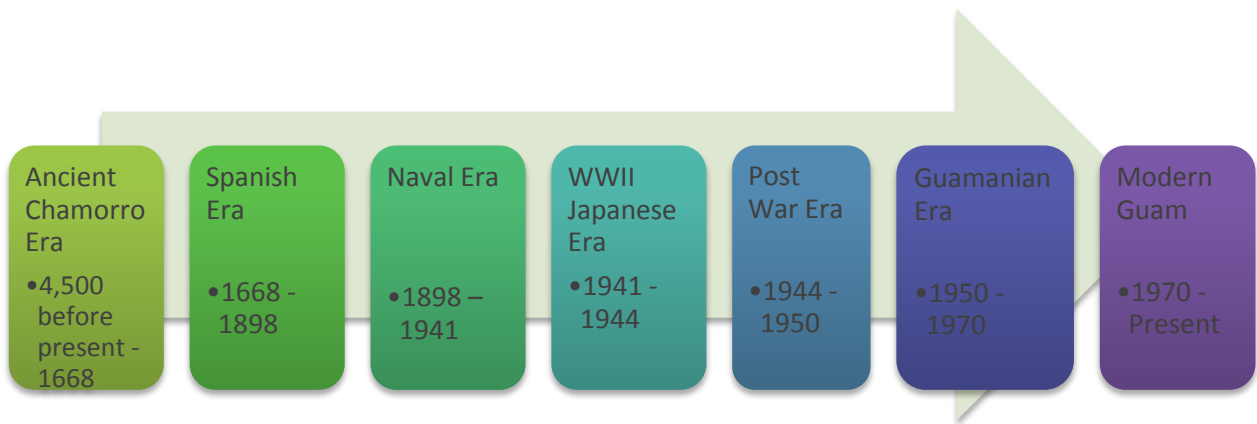 Ancient
Chamorro
Era
•4,500
before
present -
1668
Spanish
Era
•1668 -
1898
Naval Era
•1898 –
1941
WWII
Japanese
Era
•1941 -
1944
Post
War Era
•1944 -
1950
Guamanian
Era
•1950 -
1970
Modern
Guam
•1970 -
Present